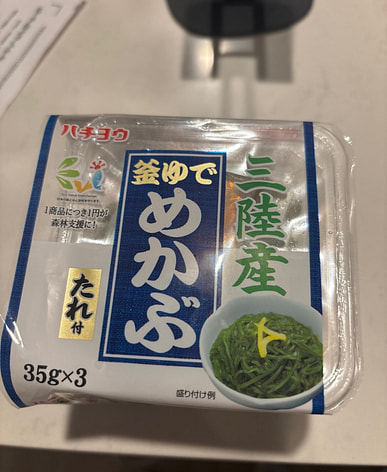 ハチヨウ
三陸産
釜ゆで
めかぶ
1商品につき1円が
森林支援に!
たれ付
35g×3
盛り付け例